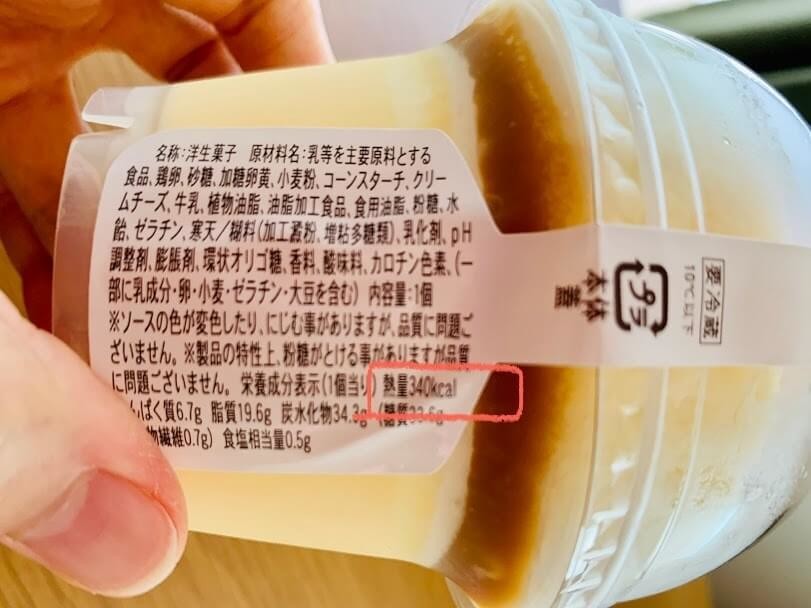 名称:洋生菓子 原材料名:乳等を主要原料とする
食品、鶏卵、砂糖、加糖卵黄、小麦粉、コーンスターチ、クリー
ムチーズ、牛乳、植物油脂、油脂加工食品、食用油脂、粉糖、水
飴、ゼラチン、寒天/糊料(加工澱粉、増粘多糖類)、乳化剤、pH
調整剤、膨脹剤、環状オリゴ糖、香料、酸味料、カロチン色素、(一
部に乳成分・卵・小麦・ゼラチン・大豆を含む) 内容量:1個
※ソースの色が変色したり、にじむ事がありますが、品質に問題ご
ざいません。※製品の特性上、粉糖がとける事がありますが品質
に問題ございません。 栄養成分表示(1個当り) 熱量340kcal
んぱく質6.7g 脂質19.6g 炭水化物34.3g (糖質33.6g
物繊維0.7g) 食塩相当量0.5g
プラ
本体
蓋
要冷蔵
10℃以下